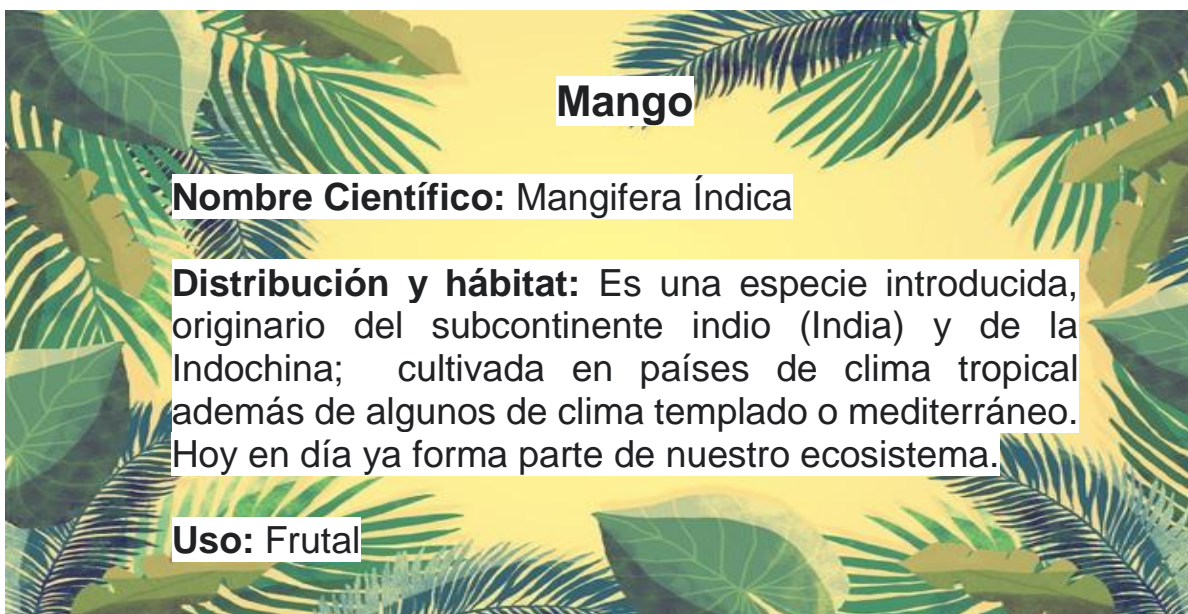 Mango
Nombre Científico: Mangifera Índica
Distribución y hábitat: Es una especie introducida,
originario del subcontinente indio (India) y de la
Indochina; cultivada en países de clima tropical
además de algunos de clima templado o mediterráneo.
Hoy en día ya forma parte de nuestro ecosistema.
Uso: Frutal